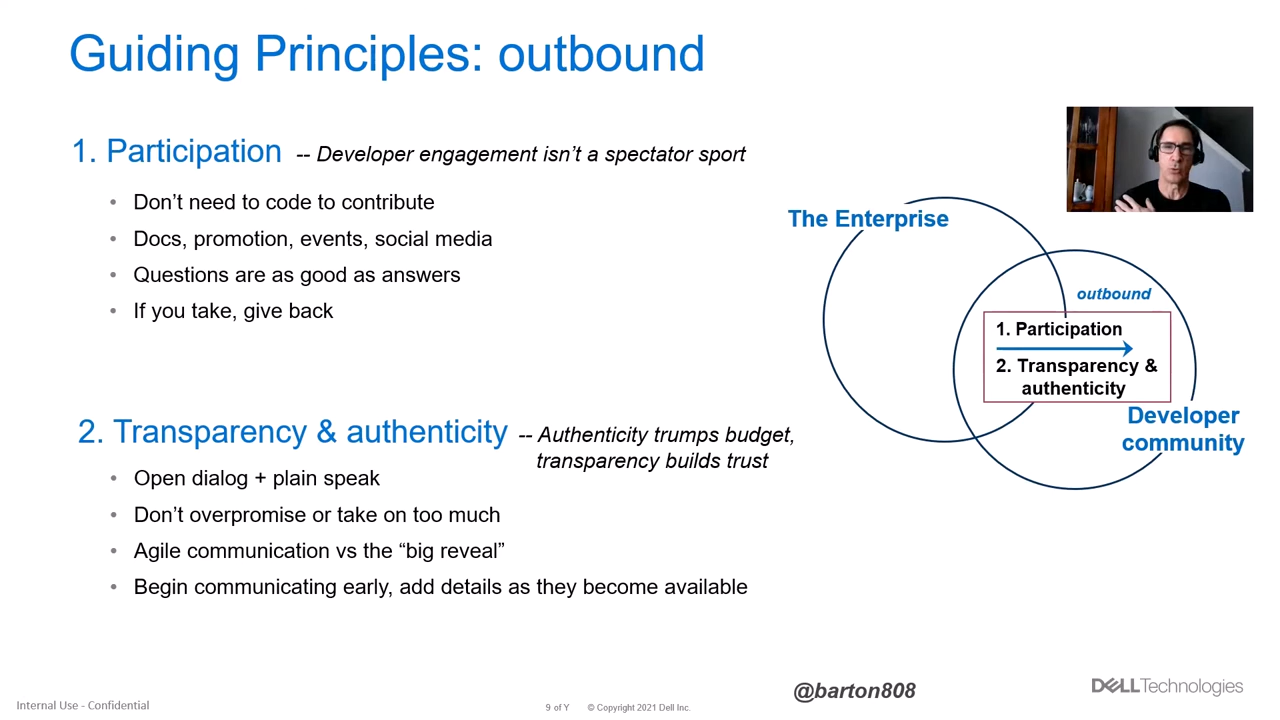 Guiding Principles: outbound
1. Participation -- Developer engagement isn’t a spectator sport
• Don’t need to code to contribute
• Docs, promotion, events, social media
• Questions are as good as answers
• If you take, give back
2. Transparency & authenticity -- Authenticity trumps budget,
transparency builds trust
• Open dialog + plain speak
• Don’t overpromise or take on too much
• Agile communication vs the “big reveal”
• Begin communicating early, add details as they become available
The Enterprise
outbound
1. Participation
2. Transparency &
authenticity
Developer
community
Internal Use - Confidential
9 of Y
© Copyright 2021 Dell Inc.
@barton808
DELLTechnologies